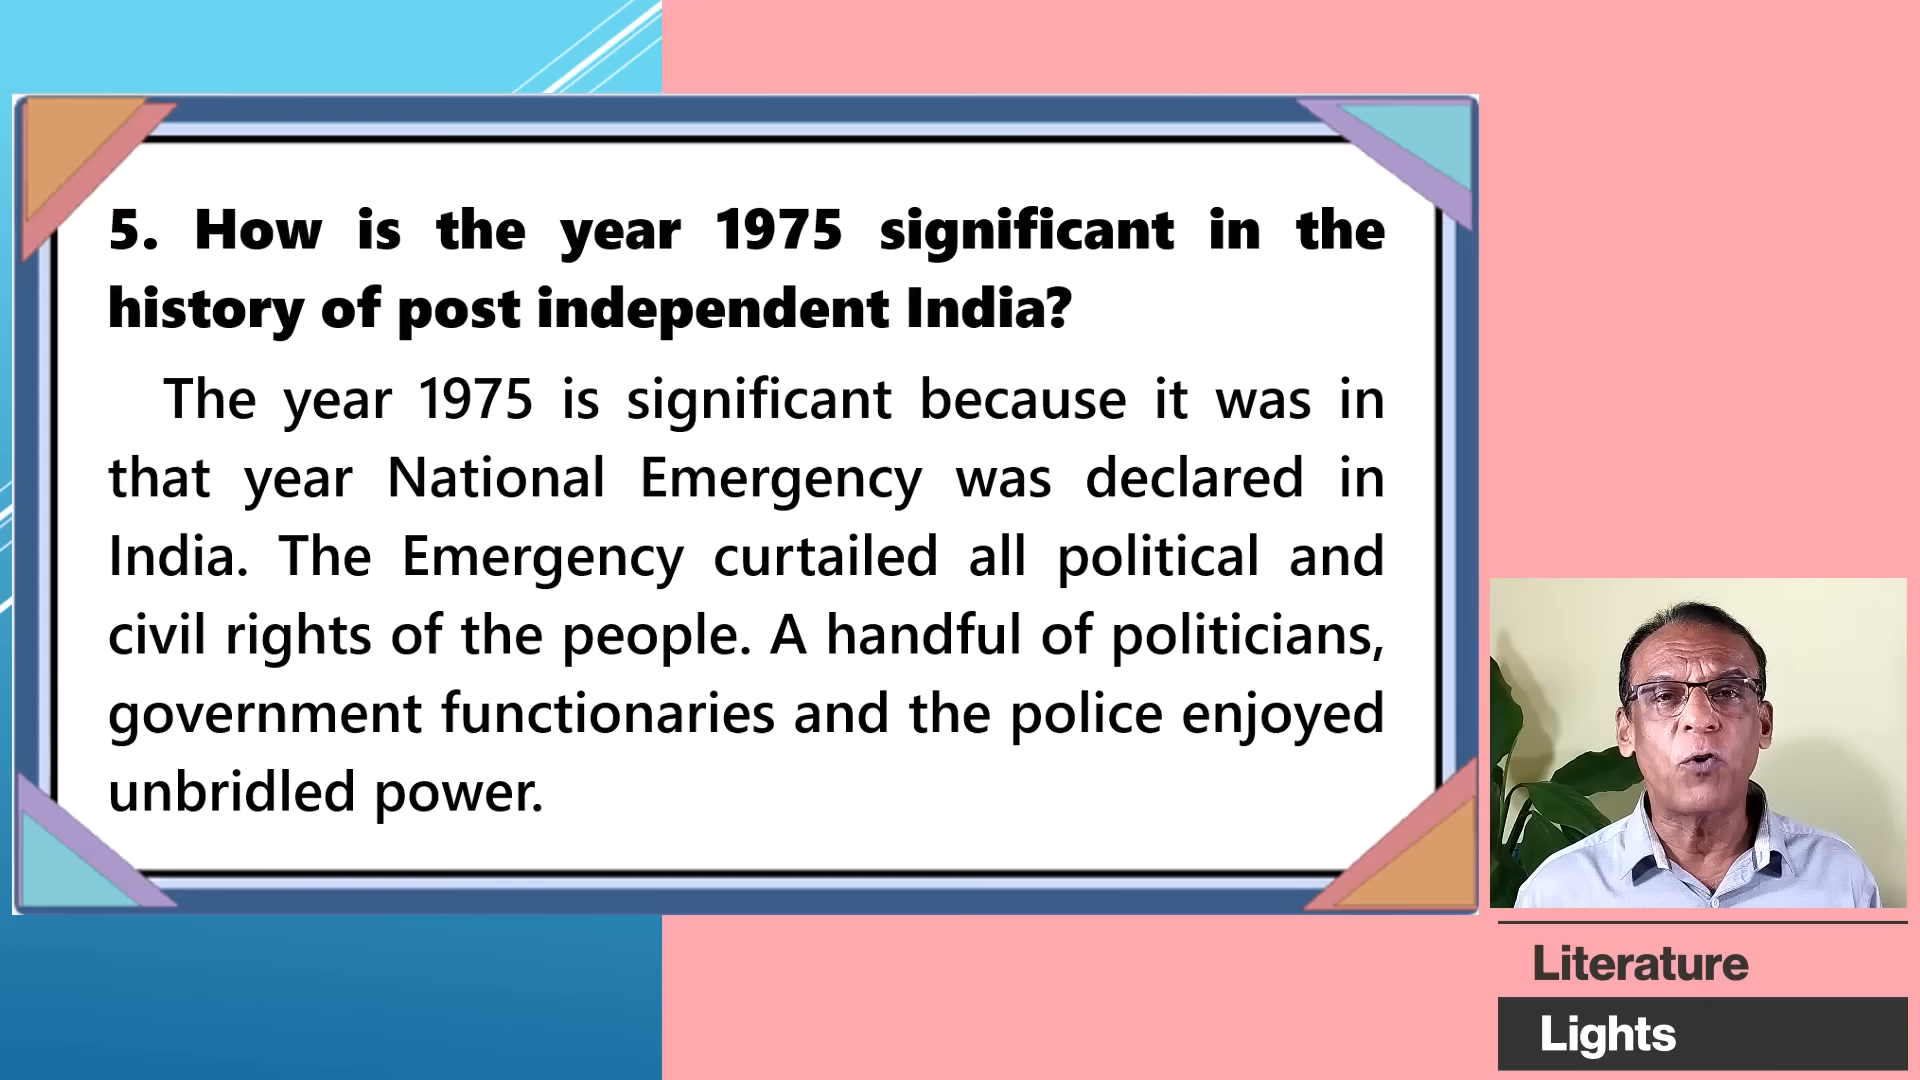 5. How is the year 1975 significant in the
history of post independent India?
The year 1975 is significant because it was in
that year National Emergency was declared in
India. The Emergency curtailed all political and
civil rights of the people. A handful of politicians,
government functionaries and the police enjoyed
unbridled power.
Literature
Lights